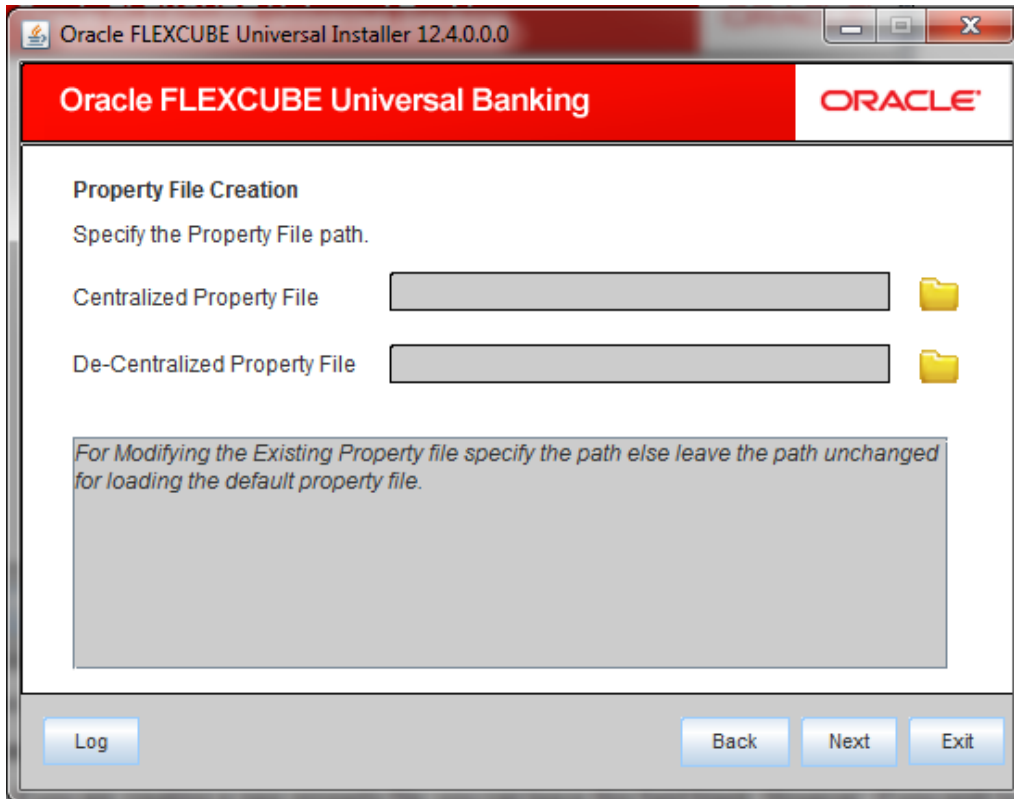 Oracle FLEXCUBE Universal Installer 12.4.0.0.0
Oracle FLEXCUBE Universal Banking
ORACLE
Property File Creation
Specify the Property File path.
Centralized Property File
De-Centralized Property File
For Modifying the Existing Property file specify the path else leave the path unchanged
for loading the default property file.
Log
Back
Next
Exit